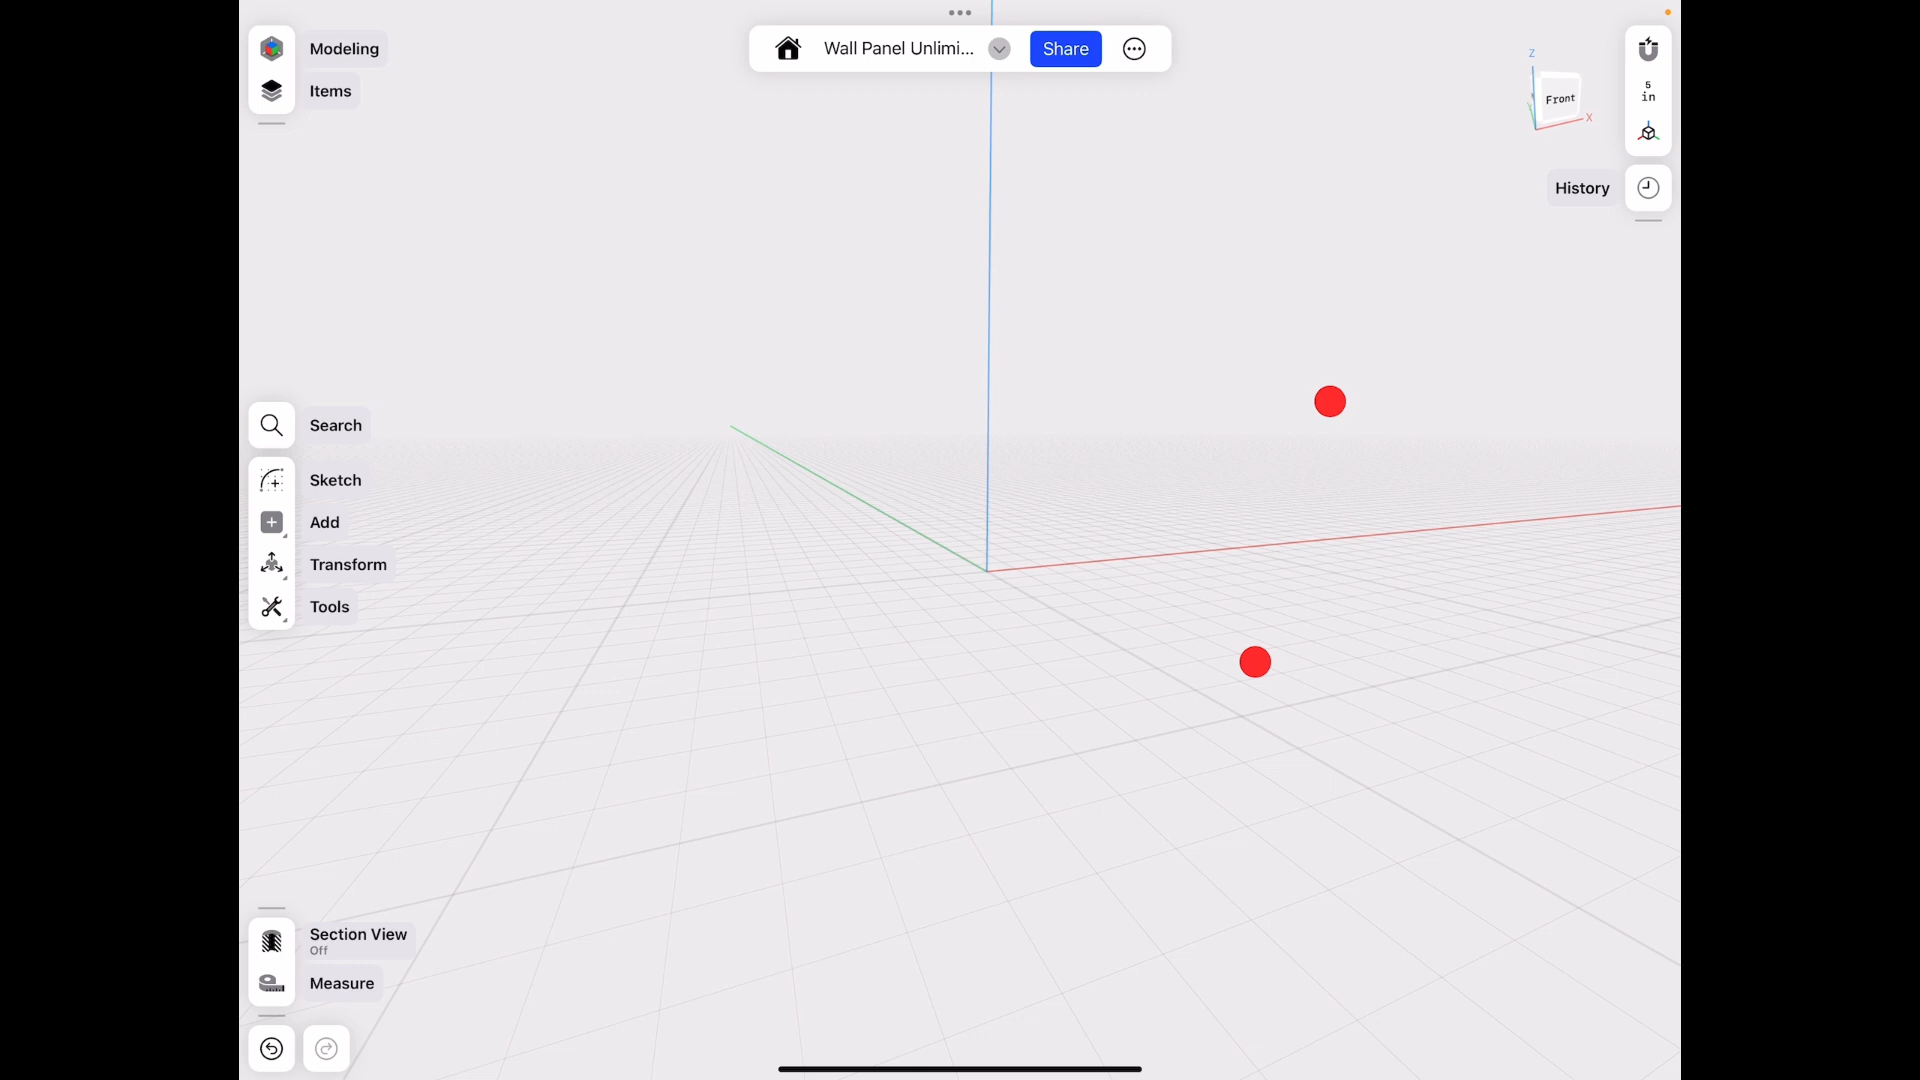 Modeling
Items
Wall Panel Unlimi...
Share
Z
Front
X
5
in
History
Search
Sketch
Add
Transform
Tools
Section View
Off
Measure